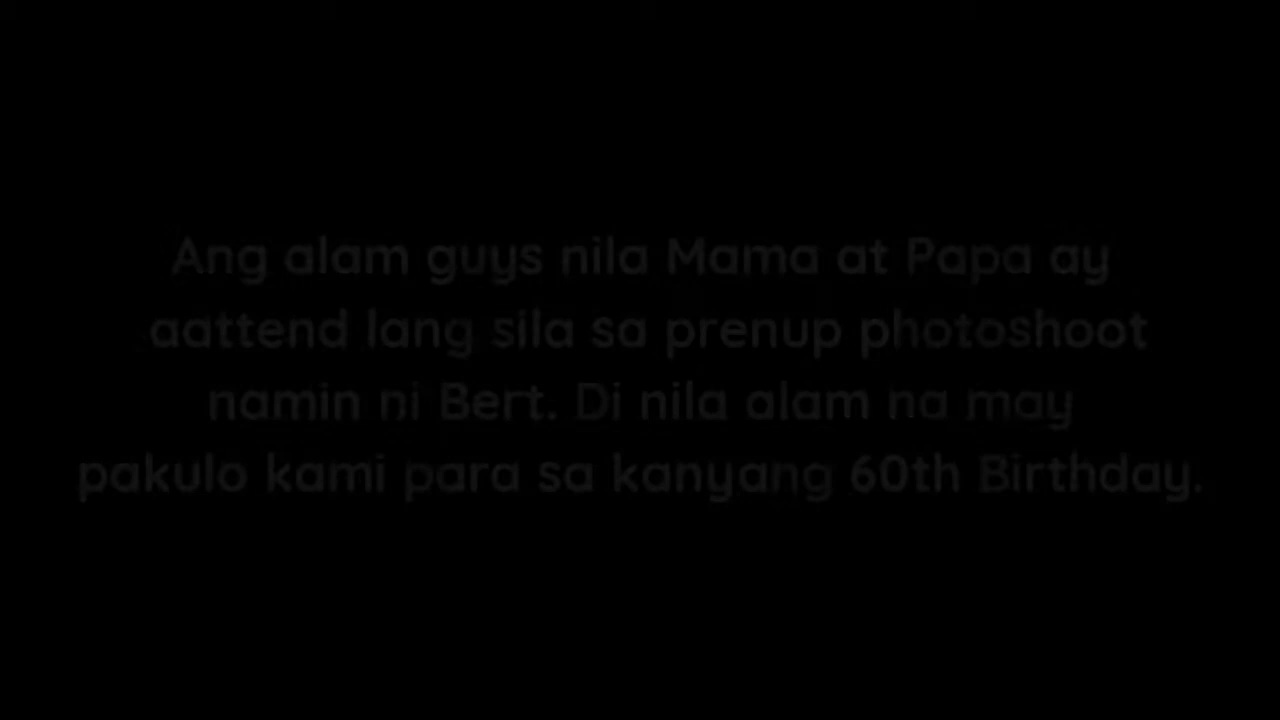 Ang alam guys nila Mama at Papa ay
aattend lang sila sa prenup photoshoot
namin ni Bert. Di nila alam na may
pakulo kami para sa kanyang 60th Birthday.